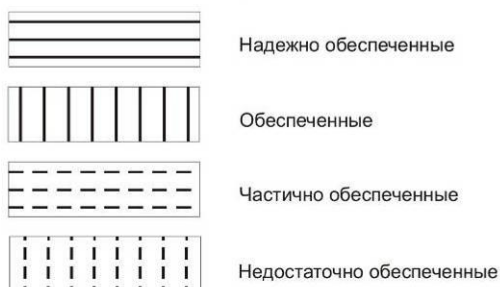 Надежно обеспеченные
Обеспеченные
Частично обеспеченные
Недостаточно обеспеченные